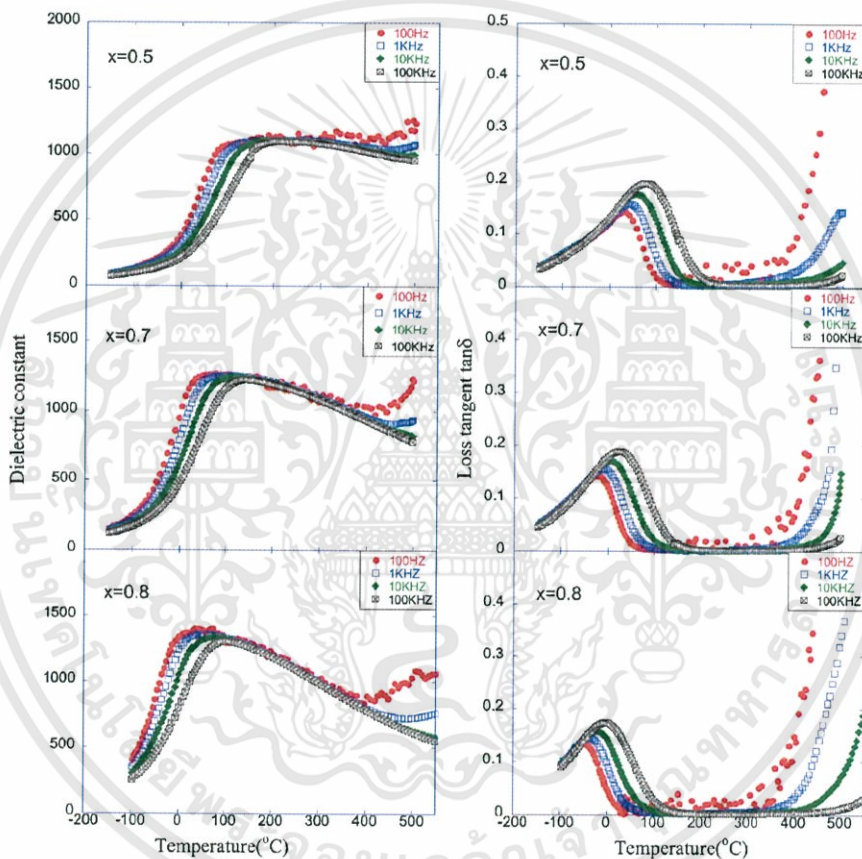 2000
1500
1000
500
0
x=0.5
100Hz
1KHz
10KHz
100KHz
0.5
0.4
0.3
0.2
0.1
0
x=0.5
100Hz
1KHz
10KHz
100KHz
1500
1000
500
0
x=0.7
100Hz
1KHz
10KHz
100KHz
0.4
0.3
0.2
0.1
0
x=0.7
100Hz
1KHz
10KHz
100KHz
1500
1000
500
0
x=0.8
100HZ
1KHZ
10KHZ
100KHZ
0.4
0.3
0.2
0.1
0
x=0.8
100HZ
1KHZ
10KHZ
100KHZ
Dielectric constant
Loss tangent tanδ
-200 -100 0 100 200 300 400 500
Temperature(°C)
-200 -100 0 100 200 300 400 500
Temperature(°C)